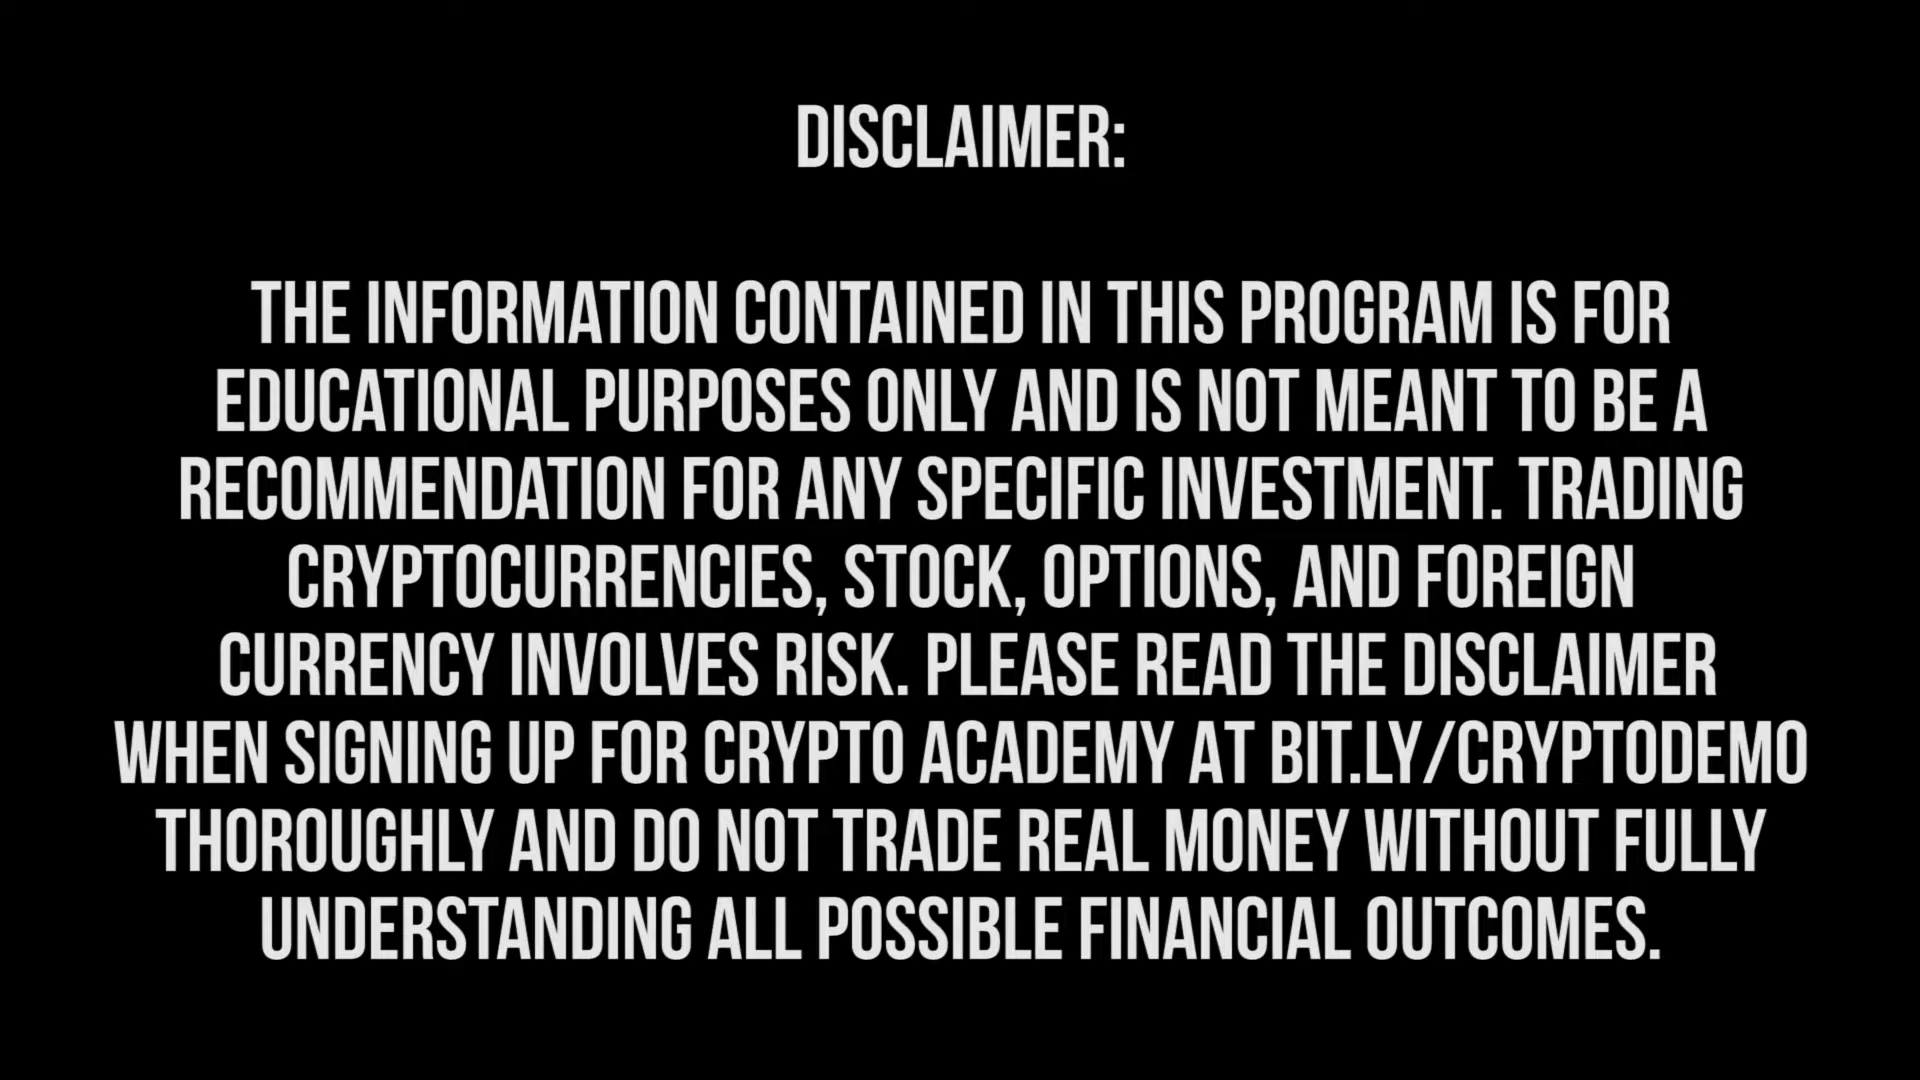 DISCLAIMER:
THE INFORMATION CONTAINED IN THIS PROGRAM IS FOR
EDUCATIONAL PURPOSES ONLY AND IS NOT MEANT TO BE A
RECOMMENDATION FOR ANY SPECIFIC INVESTMENT. TRADING
CRYPTOCURRENCIES, STOCK, OPTIONS, AND FOREIGN
CURRENCY INVOLVES RISK. PLEASE READ THE DISCLAIMER
WHEN SIGNING UP FOR CRYPTO ACADEMY AT BIT.LY/CRYPTODEMO
THOROUGHLY AND DO NOT TRADE REAL MONEY WITHOUT FULLY
UNDERSTANDING ALL POSSIBLE FINANCIAL OUTCOMES.